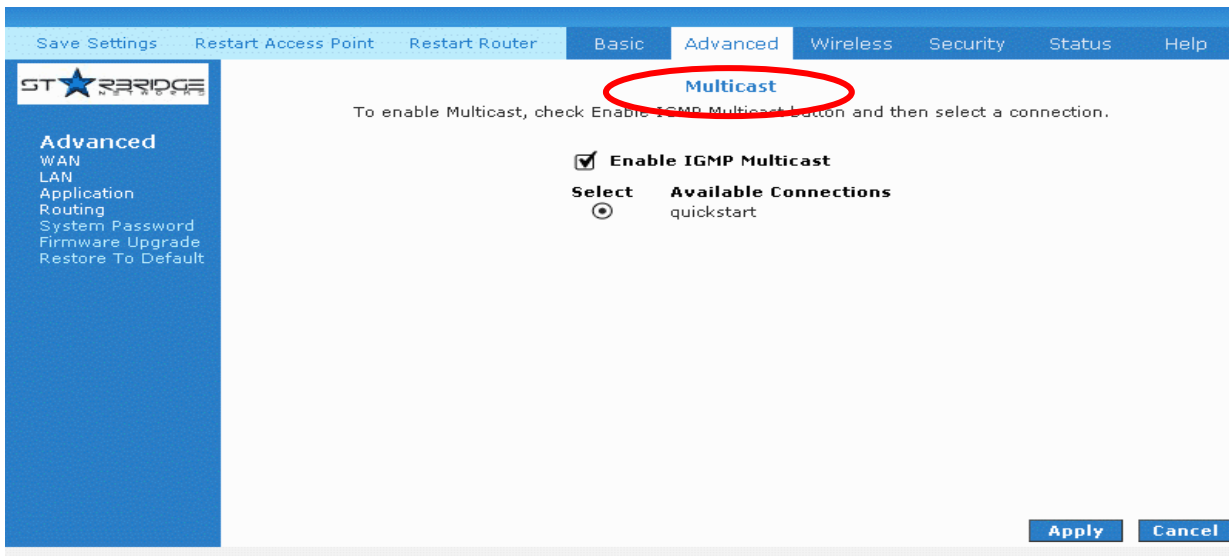 Save Settings Restart Access Point Restart Router Basic Advanced Wireless Security Status Help
STARBRIDGE
NETWORKS
Multicast
To enable Multicast, check Enable IGMP Multicast button and then select a connection.
Advanced
WAN
LAN
Application
Routing
System Password
Firmware Upgrade
Restore To Default
Enable IGMP Multicast
Select Available Connections
quickstart
Apply Cancel